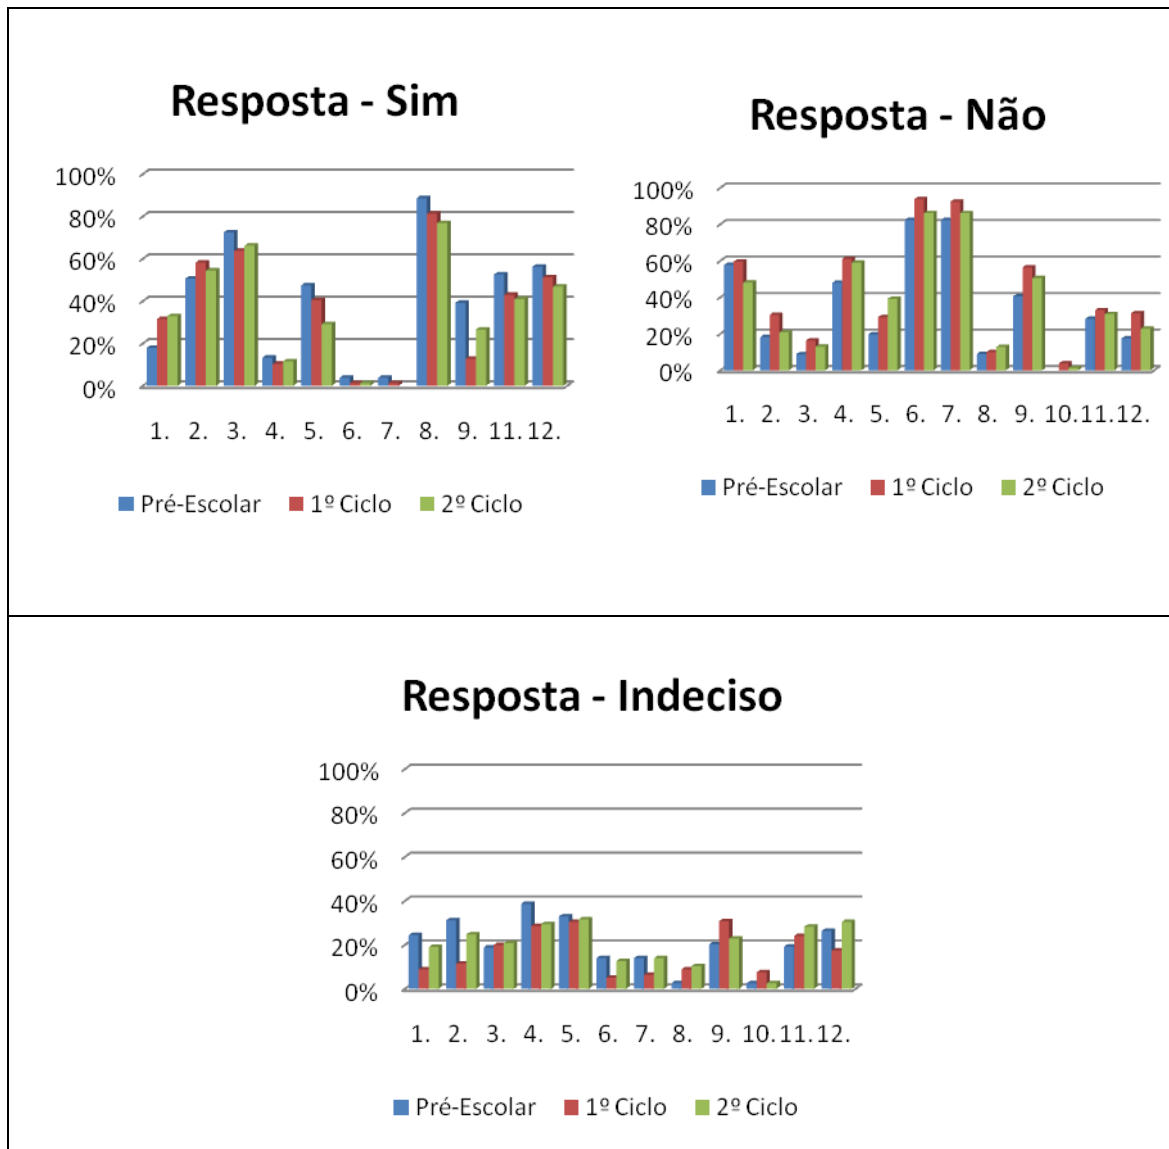 Resposta - Sim
100%
80%
60%
40%
20%
0%
1. 2. 3. 4. 5. 6. 7. 8. 9. 11. 12.
Pré-Escolar 1º Ciclo 2º Ciclo
Resposta - Não
100%
80%
60%
40%
20%
0%
1. 2. 3. 4. 5. 6. 7. 8. 9. 10. 11. 12.
Pré-Escolar 1º Ciclo 2º Ciclo
Resposta - Indeciso
100%
80%
60%
40%
20%
0%
1. 2. 3. 4. 5. 6. 7. 8. 9. 10. 11. 12.
Pré-Escolar 1º Ciclo 2º Ciclo